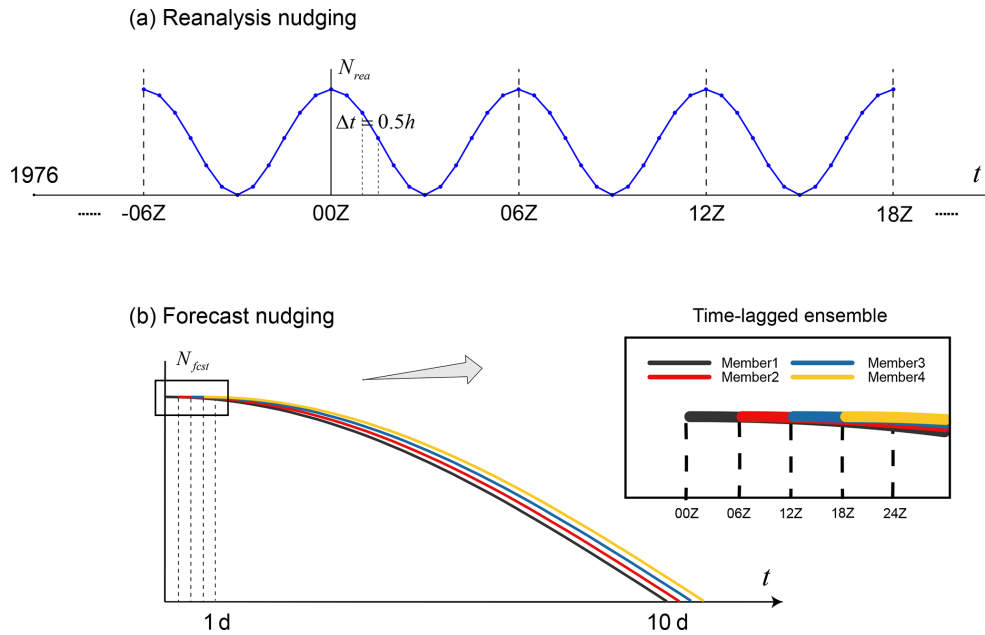 (a) Reanalysis nudging
N_rea
Δt = 0.5h
1976
t
...... -06Z 00Z 06Z 12Z 18Z ......
(b) Forecast nudging
Time-lagged ensemble
N_fcst
Member1 Member3
Member2 Member4
00Z 06Z 12Z 18Z 24Z
t
1 d 10 d